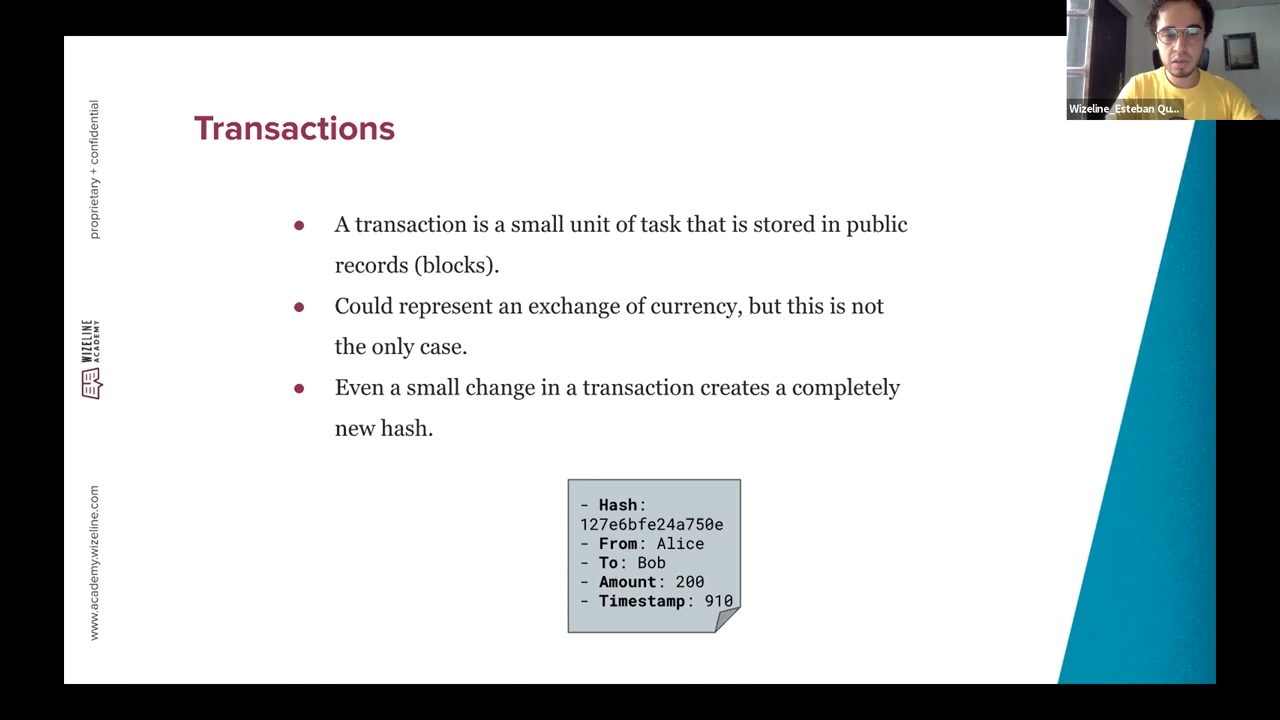 Wizeline_Esteban Qu...
proprietary + confidential
WIZELINE
ACADEMY
www.academy.wizeline.com
Transactions
● A transaction is a small unit of task that is stored in public
records (blocks).
● Could represent an exchange of currency, but this is not
the only case.
● Even a small change in a transaction creates a completely
new hash.
- Hash:
127e6bfe24a750e
- From: Alice
- To: Bob
- Amount: 200
- Timestamp: 910